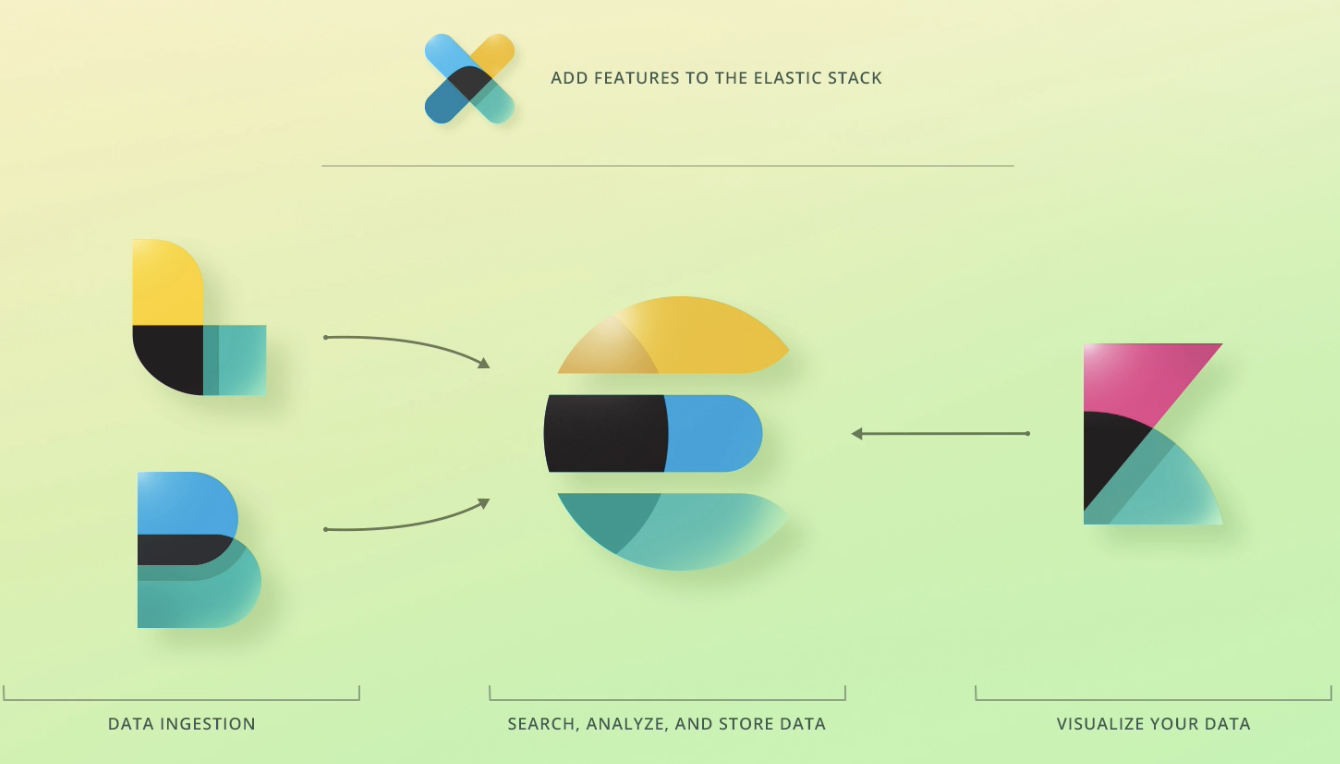 ADD FEATURES TO THE ELASTIC STACK
DATA INGESTION
SEARCH, ANALYZE, AND STORE DATA
VISUALIZE YOUR DATA